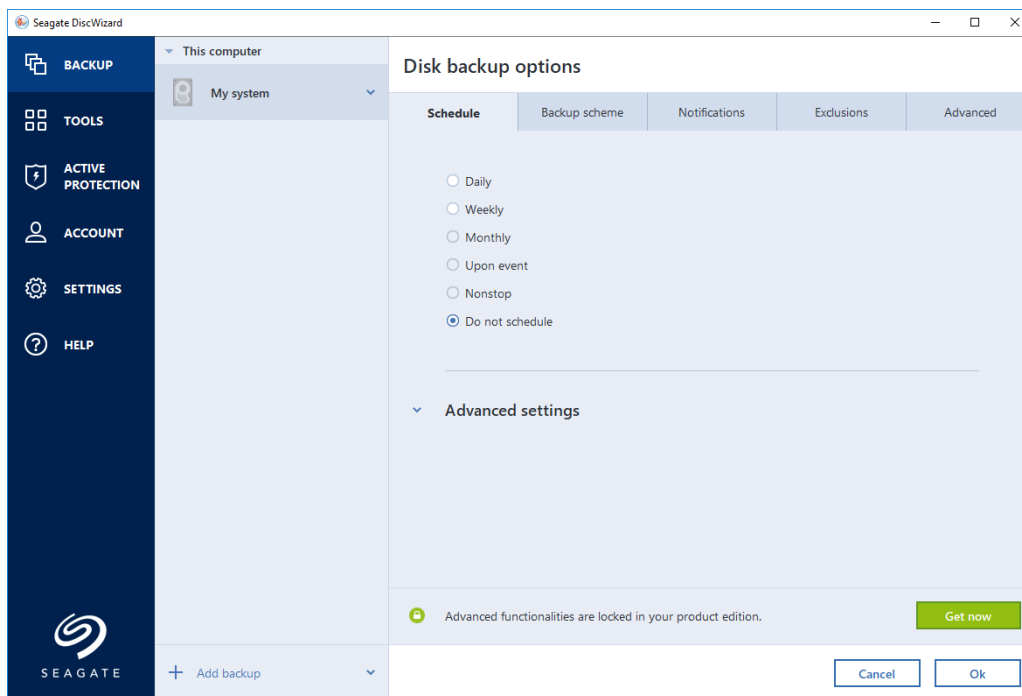 Seagate DiscWizard
BACKUP
TOOLS
ACTIVE
PROTECTION
ACCOUNT
SETTINGS
HELP
SEAGATE
This computer
My system
Add backup
Disk backup options
Schedule
Backup scheme
Notifications
Exclusions
Advanced
Daily
Weekly
Monthly
Upon event
Nonstop
Do not schedule
Advanced settings
Advanced functionalities are locked in your product edition.
Get now
Cancel
Ok